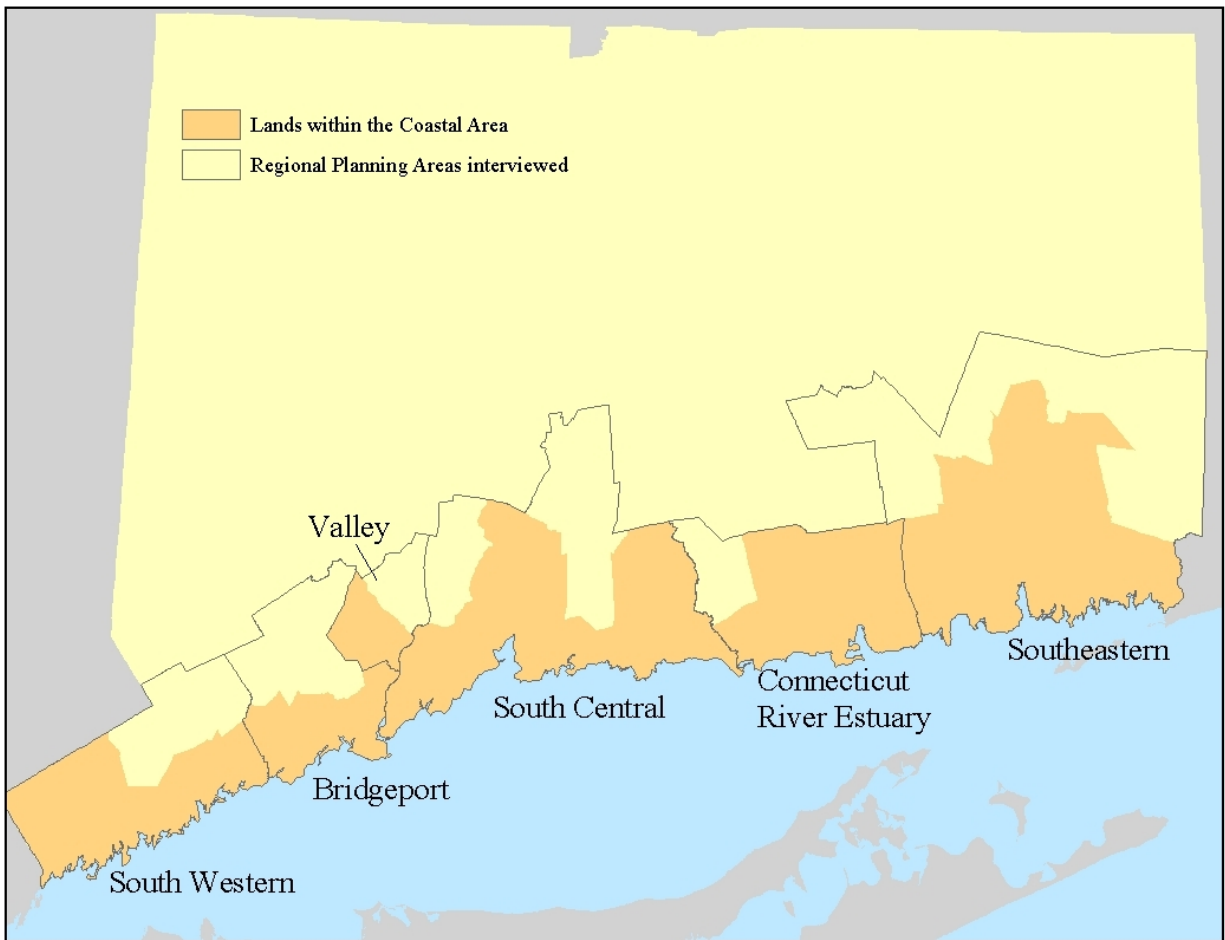 Lands within the Coastal Area
Regional Planning Areas interviewed
Valley
Southeastern
Connecticut
River Estuary
South Central
Bridgeport
South Western